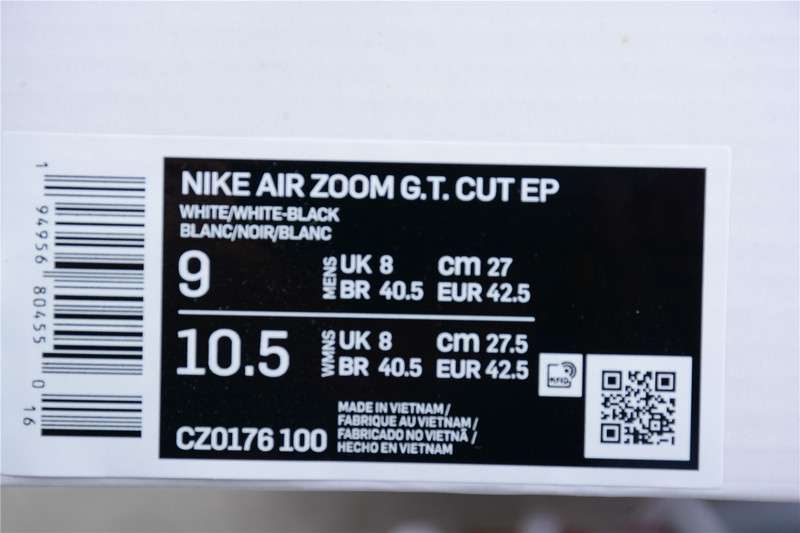 NIKE AIR ZOOM G.T. CUT EP
WHITE/WHITE-BLACK
BLANC/NOIR/BLANC
9
MENS
UK 8 cm 27
BR 40.5 EUR 42.5
10.5
WMNS
UK 8 cm 27.5
BR 40.5 EUR 42.5
CZ0176 100
MADE IN VIETNAM/
FABRIQUE AU VIETNAM/
FABRICADO NO VIETNÃ/
HECHO EN VIETNAM
RFID
1 94956 80455 0 16